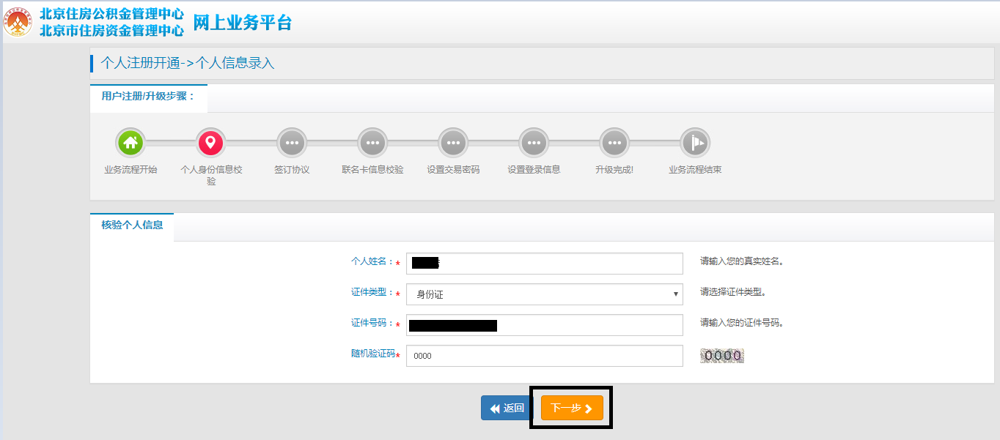 北京住房公积金管理中心
北京市住房资金管理中心
网上业务平台
个人注册开通->个人信息录入
用户注册/升级步骤：
业务流程开始
个人身份信息校
验
签订协议
联名卡信息校验
设置交易密码
设置登录信息
升级完成!
业务流程结束
核验个人信息
个人姓名：*
请输入您的真实姓名。
证件类型：* 身份证
请选择证件类型。
证件号码：*
请输入您的证件号码。
随机验证码* 0000
0000
返回
下一步